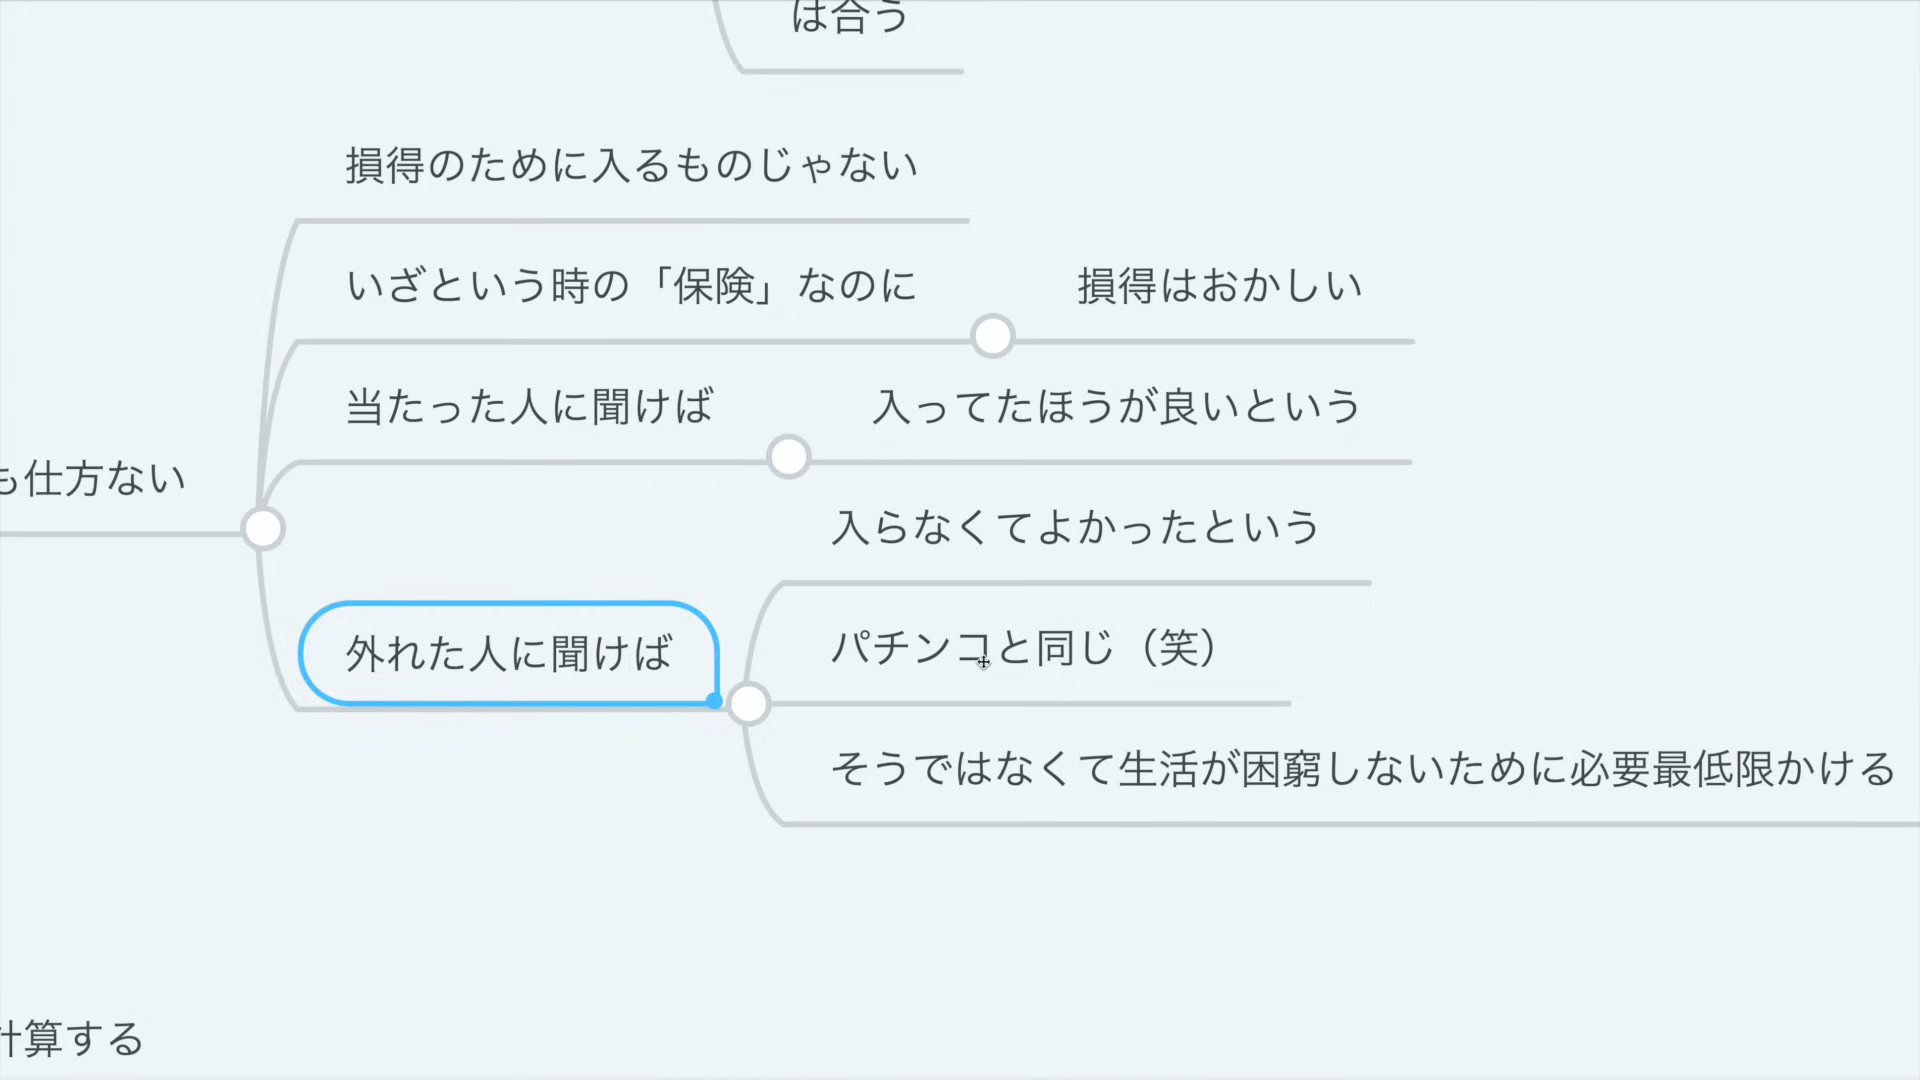 は合う
損得のために入るものじゃない
いざという時の「保険」なのに
損得はおかしい
当たった人に聞けば
入ってたほうが良いという
も仕方ない
入らなくてよかったという
外れた人に聞けば
パチンコと同じ（笑）
そうではなくて生活が困窮しないために必要最低限かける
計算する